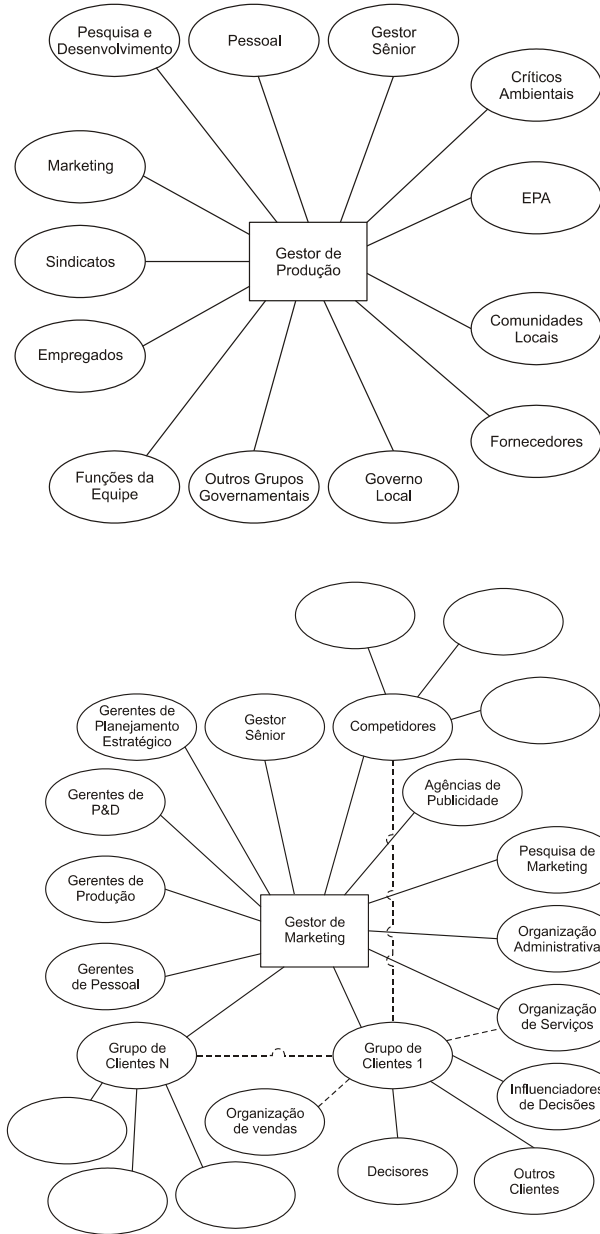 Pesquisa e
Desenvolvimento
Pessoal
Gestor
Sênior
Críticos
Ambientais
Marketing
EPA
Gestor de
Produção
Sindicatos
Comunidades
Locais
Empregados
Fornecedores
Funções da
Equipe
Outros Grupos
Governamentais
Governo
Local
Gerentes de
Planejamento
Estratégico
Gestor
Sênior
Competidores
Agências de
Publicidade
Gerentes de
P&D
Pesquisa de
Marketing
Gerentes de
Produção
Gestor de
Marketing
Organização
Administrativa
Gerentes
de Pessoal
Organização
de Serviços
Grupo de
Clientes N
Grupo de
Clientes 1
Influenciadores
de Decisões
Organização
de vendas
Decisores
Outros
Clientes